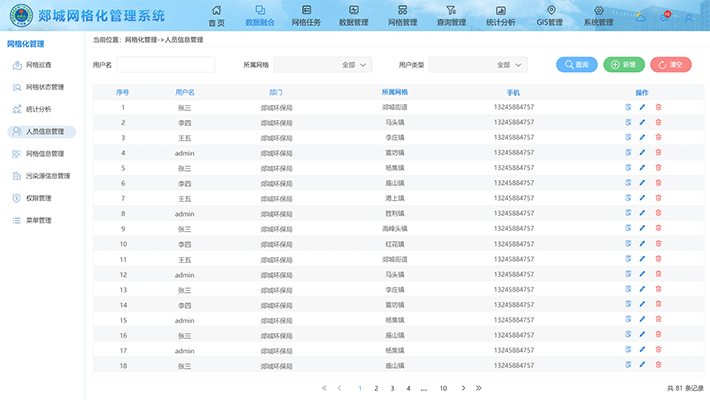 郯城网格化管理系统
首 页 数据融合 网格任务 数据管理 网格管理 查询管理 统计分析 GIS管理 系统管理
网格化管理
网格巡查
网格状态管理
统计分析
人员信息管理
网格信息管理
污染源信息管理
权限管理
菜单管理
当前位置：网格化管理->人员信息管理
用户名 所属网格 全部 用户类型 全部 查询 新增 清空
序号 用户名 部门 所属网格 手机 操作
1 张三 郯城环保局 郯城街道 13245884757
2 李四 郯城环保局 马头镇 13245884757
3 王五 郯城环保局 李庄镇 13245884757
4 admin 郯城环保局 重坊镇 13245884757
5 张三 郯城环保局 杨集镇 13245884757
6 李四 郯城环保局 庙山镇 13245884757
7 王五 郯城环保局 港上镇 13245884757
8 admin 郯城环保局 胜利镇 13245884757
9 张三 郯城环保局 高峰头镇 13245884757
10 李四 郯城环保局 红花镇 13245884757
11 王五 郯城环保局 郯城街道 13245884757
12 admin 郯城环保局 马头镇 13245884757
13 张三 郯城环保局 李庄镇 13245884757
14 李四 郯城环保局 重坊镇 13245884757
15 admin 郯城环保局 杨集镇 13245884757
16 张三 郯城环保局 庙山镇 13245884757
17 admin 郯城环保局 杨集镇 13245884757
18 张三 郯城环保局 庙山镇 13245884757
1 2 3 4 ... 10 共 81 条记录